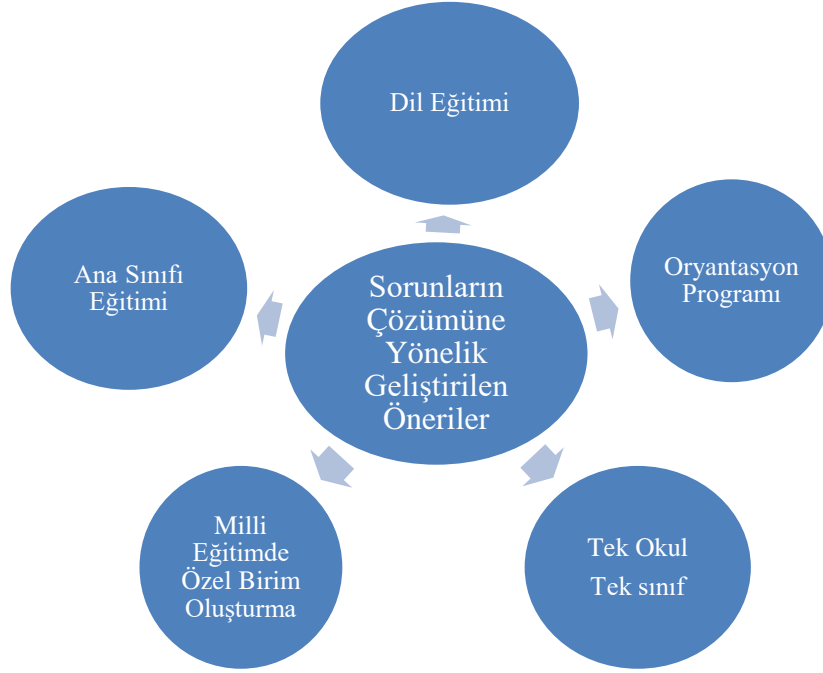 Dil Eğitimi
Ana Sınıfı
Eğitimi
Oryantasyon
Programı
Sorunların
Çözümüne
Yönelik
Geliştirilen
Öneriler
Milli
Eğitimde
Özel Birim
Oluşturma
Tek Okul
Tek sınıf